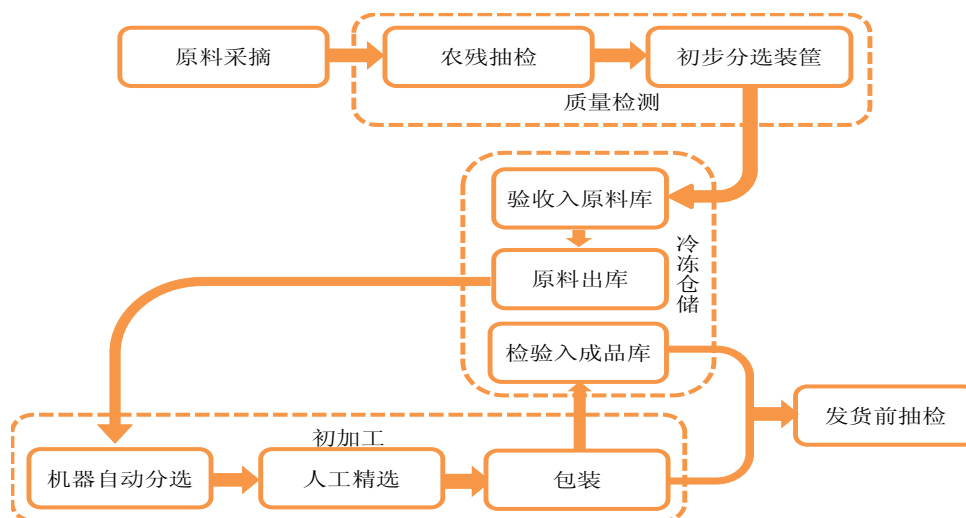 原料采摘
农残抽检
初步分选装筐
质量检测
验收入原料库
原料出库
检验入成品库
冷冻仓储
发货前抽检
初加工
机器自动分选
人工精选
包装